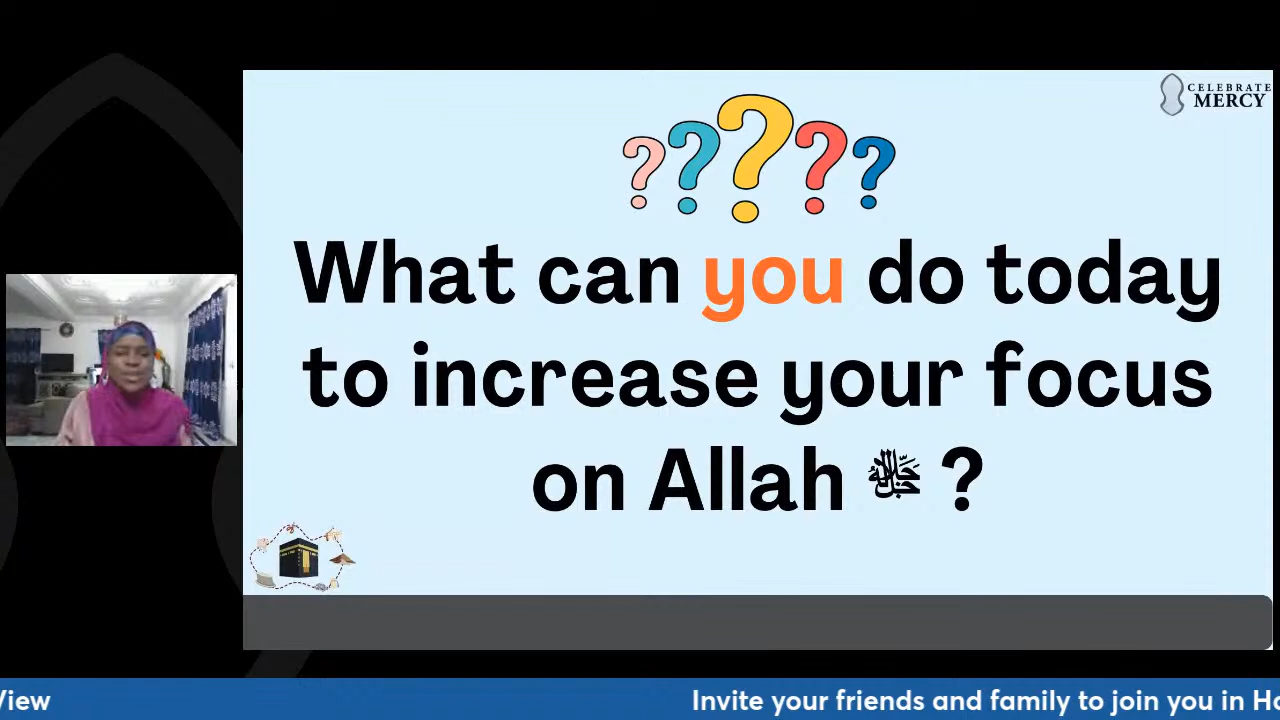 CELEBRATE
MERCY
? ? ? ? ?
What can you do today
to increase your focus
on Allah ﷻ ?
View
Invite your friends and family to join you in